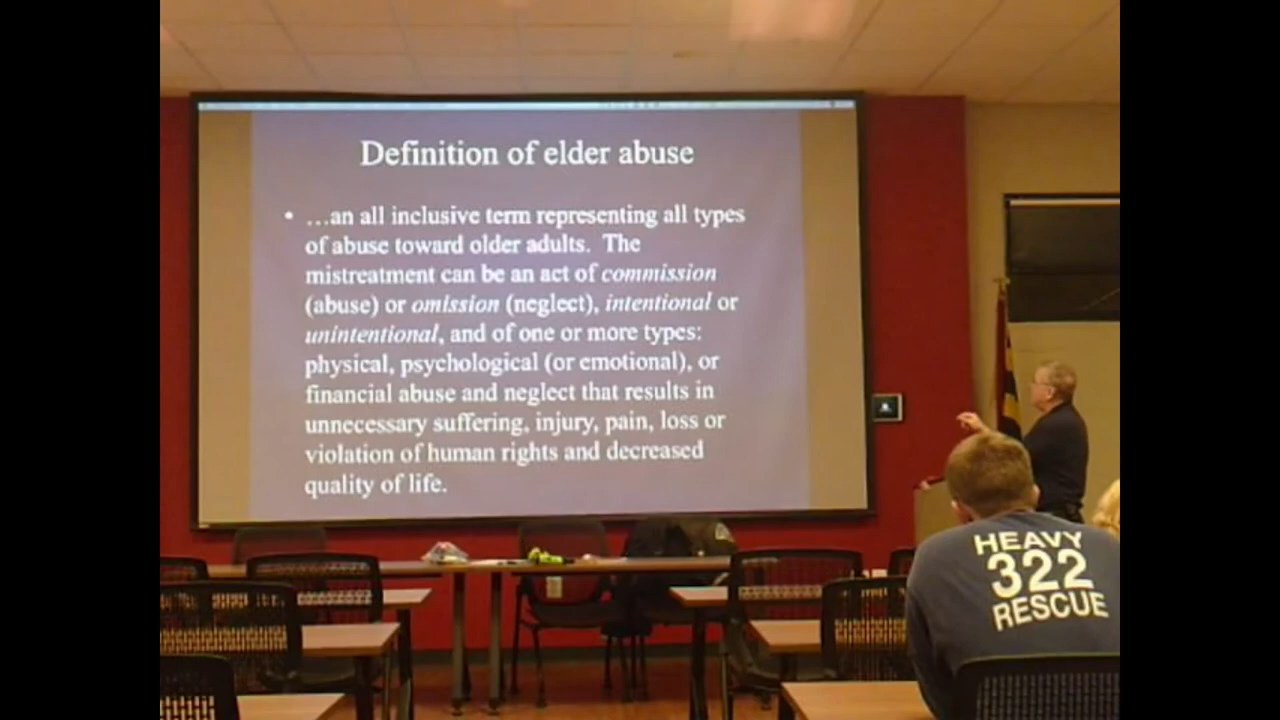 Definition of elder abuse
• …an all inclusive term representing all types
of abuse toward older adults. The
mistreatment can be an act of commission
(abuse) or omission (neglect), intentional or
unintentional, and of one or more types:
physical, psychological (or emotional), or
financial abuse and neglect that results in
unnecessary suffering, injury, pain, loss or
violation of human rights and decreased
quality of life.
HEAVY
322
RESCUE